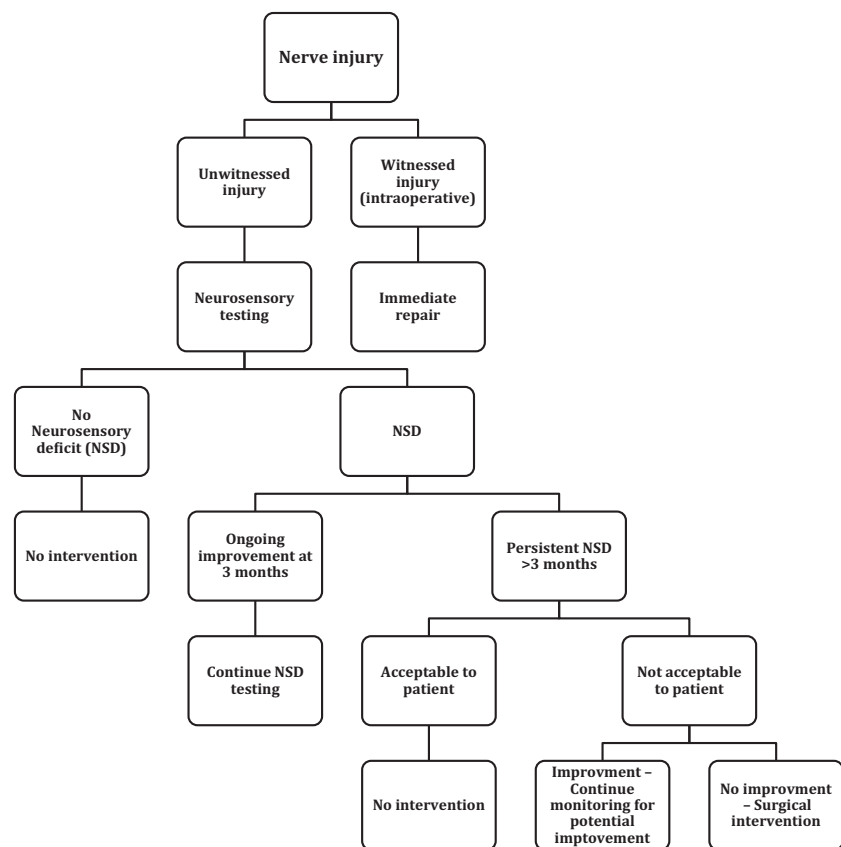 Nerve injury
Unwitnessed
injury
Witnessed
injury
(intraoperative)
Neurosensory
testing
Immediate
repair
No
Neurosensory
deficit (NSD)
NSD
No intervention
Ongoing
improvement at
3 months
Persistent NSD
>3 months
Continue NSD
testing
Acceptable to
patient
Not acceptable
to patient
No intervention
Improvment –
Continue
monitoring for
potential
imptovement
No improvment
– Surgical
intervention